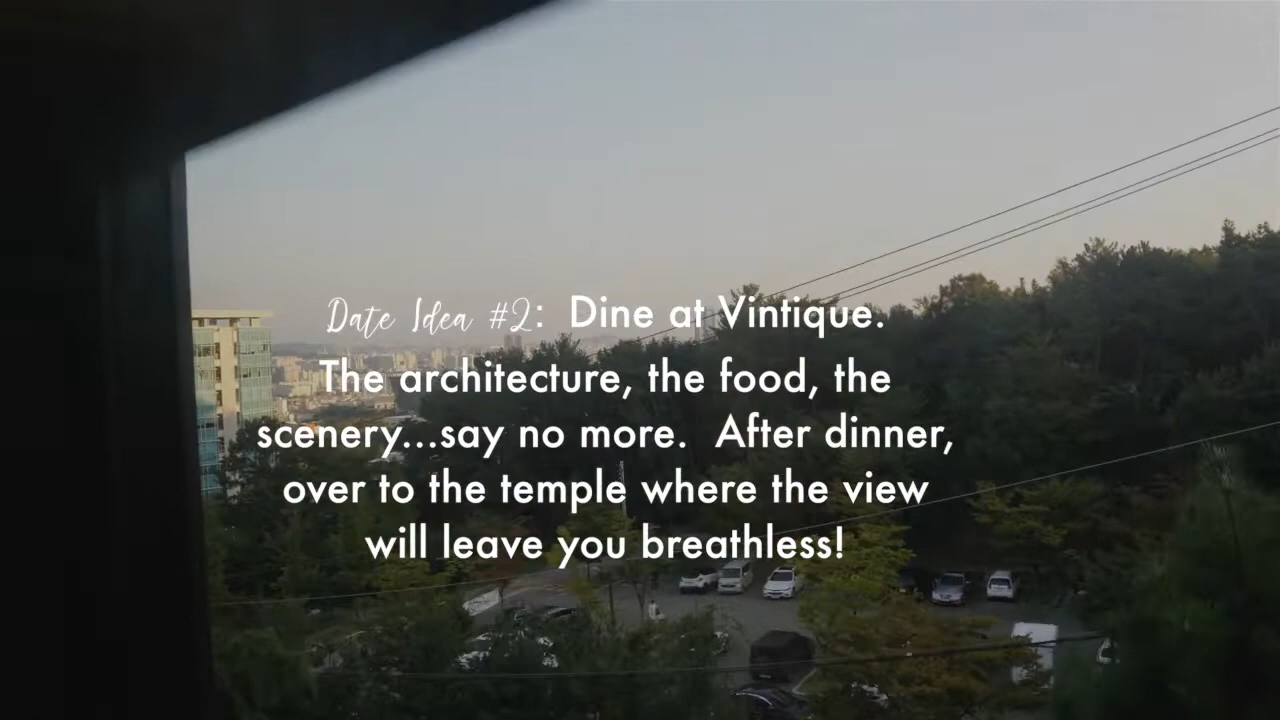 Date Idea #2: Dine at Vintique.
The architecture, the food, the
scenery...say no more. After dinner,
over to the temple where the view
will leave you breathless!